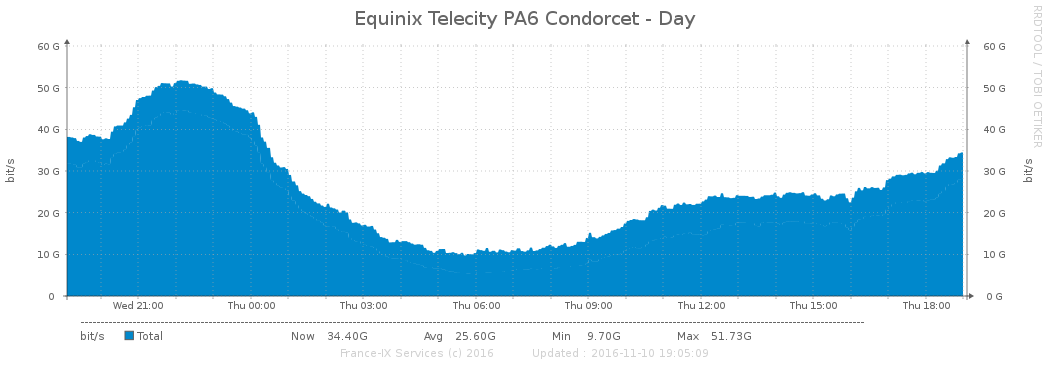 Equinix Telecity PA6 Condorcet - Day
RRDTOOL / TOBI OETIKER
60 G 60 G
50 G 50 G
40 G 40 G
30 G 30 G
20 G 20 G
10 G 10 G
0 0 G
bit/s bit/s
Wed 21:00 Thu 00:00 Thu 03:00 Thu 06:00 Thu 09:00 Thu 12:00 Thu 15:00 Thu 18:00
bit/s Total Now 34.40G Avg 25.60G Min 9.70G Max 51.73G
France-IX Services (c) 2016 Updated : 2016-11-10 19:05:09